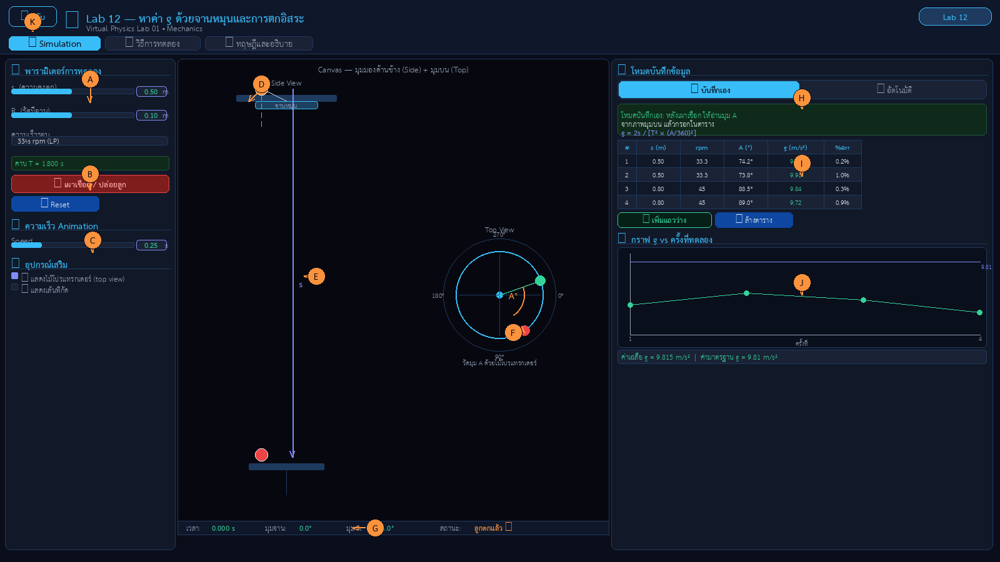 K
Lab 12 — หาค่า g ด้วยจานหมุนและการตกอิสระ
Virtual Physics Lab 01 • Mechanics
Lab 12
Simulation
วิธีการทดลอง
ทฤษฎีและอธิบาย
พารามิเตอร์การทดลอง
A
s (ความสูงตก)
0.50 m
R (รัศมีจาน)
0.10 m
ความเร็วรอบ
33⅓ rpm (LP)
คาบ T = 1.800 s
B
เผาเชือก / ปล่อยลูก
Reset
ความเร็ว Animation
Speed
C
0.25 x
อุปกรณ์เสริม
แสดงไม้โปรแทรกเตอร์ (top view)
แสดงเส้นพิกัด
Canvas — มุมมองด้านข้าง (Side) + มุมบน (Top)
D
Side View
จานหมุน
E
s
Top View
270°
180°
0°
A°
F
90°
วัดมุม A ด้วยไม้โปรแทรกเตอร์
เวลา: 0.000 s
มุมจาน: 0.0°
G
สถานะ: ลูกตกแล้ว
โหมดบันทึกข้อมูล
บันทึกเอง
อัตโนมัติ
H
โหมดบันทึกเอง: หลังเผาเชือก ให้อ่านมุม A
จากภาพมุมบน แล้วกรอกในตาราง
g = 2s / [T² × (A/360)²]
# s (m) rpm A (°) g (m/s²) %err
1 0.50 33.3 74.2° 0.2%
I
2 0.50 33.3 73.8° 9.91 1.0%
3 0.80 45 88.5° 9.84 0.3%
4 0.80 45 89.0° 9.72 0.9%
เพิ่มแถวว่าง
ล้างตาราง
กราฟ g vs ครั้งที่ทดลอง
9.81
J
1
4
ครั้งที่
ค่าเฉลี่ย g = 9.815 m/s² | ค่ามาตรฐาน g = 9.81 m/s²